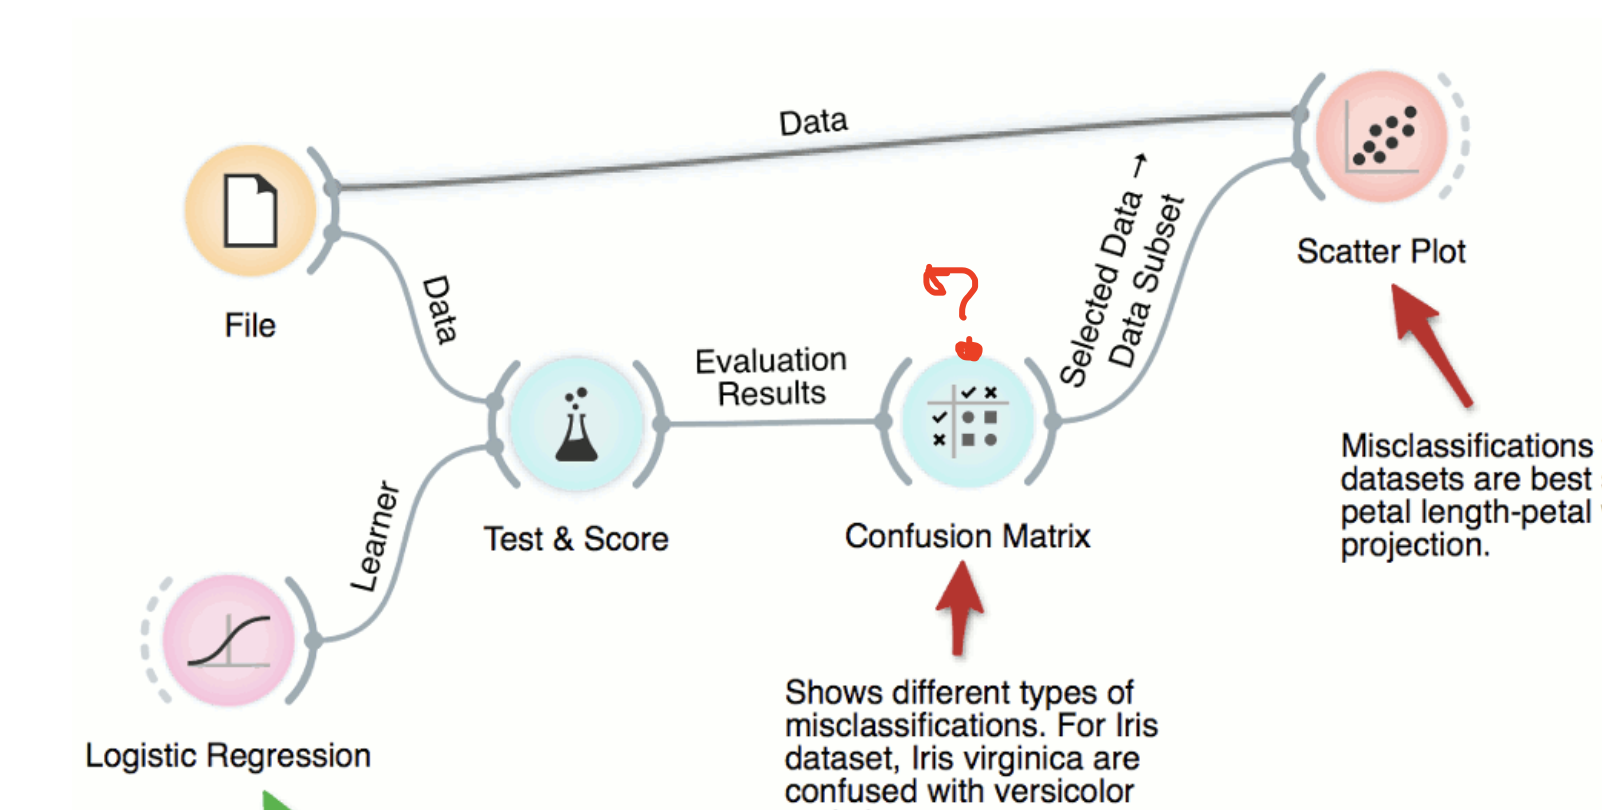 Data
Scatter Plot
File
Data
Selected Data →
Data Subset
Evaluation
Results
Learner
Test & Score
Confusion Matrix
Misclassifications
datasets are best
petal length-petal
projection.
Logistic Regression
Shows different types of
misclassifications. For Iris
dataset, Iris virginica are
confused with versicolor